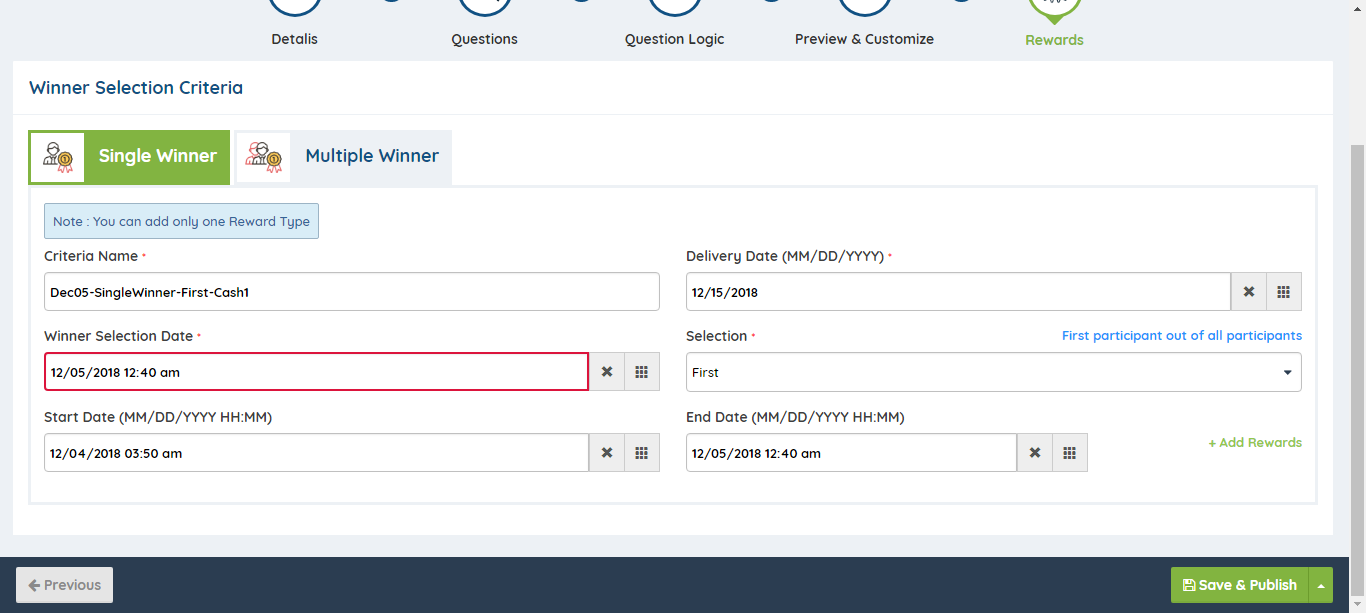 Detalis
Questions
Question Logic
Preview & Customize
Rewards
Winner Selection Criteria
Single Winner
Multiple Winner
Note : You can add only one Reward Type
Criteria Name *
Delivery Date (MM/DD/YYYY) *
Dec05-SingleWinner-First-Cash1
12/15/2018
Winner Selection Date *
Selection *
First participant out of all participants
12/05/2018 12:40 am
First
Start Date (MM/DD/YYYY HH:MM)
End Date (MM/DD/YYYY HH:MM)
12/04/2018 03:50 am
12/05/2018 12:40 am
+ Add Rewards
Previous
Save & Publish